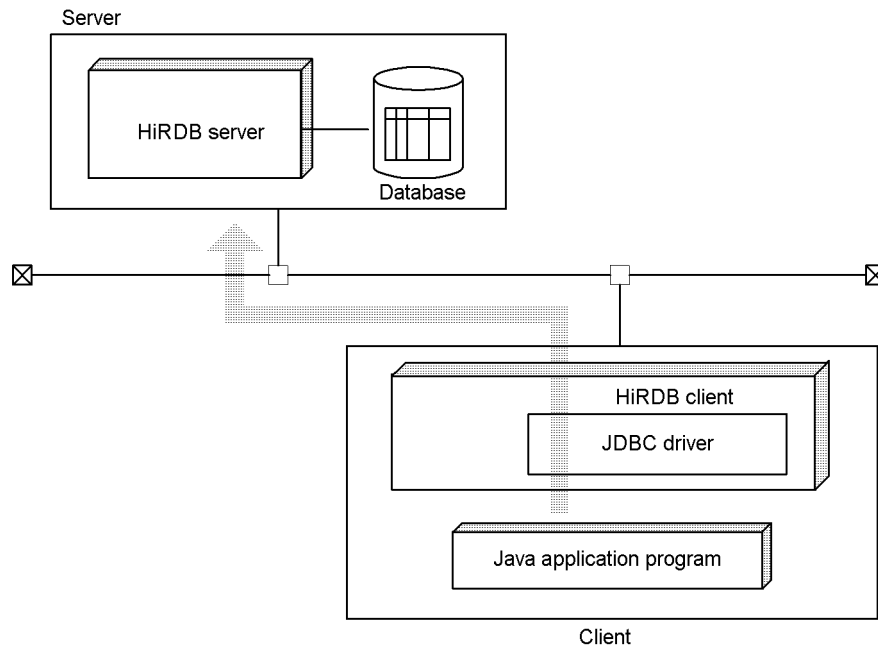 Server
HiRDB server
Database
HiRDB client
JDBC driver
Java application program
Client